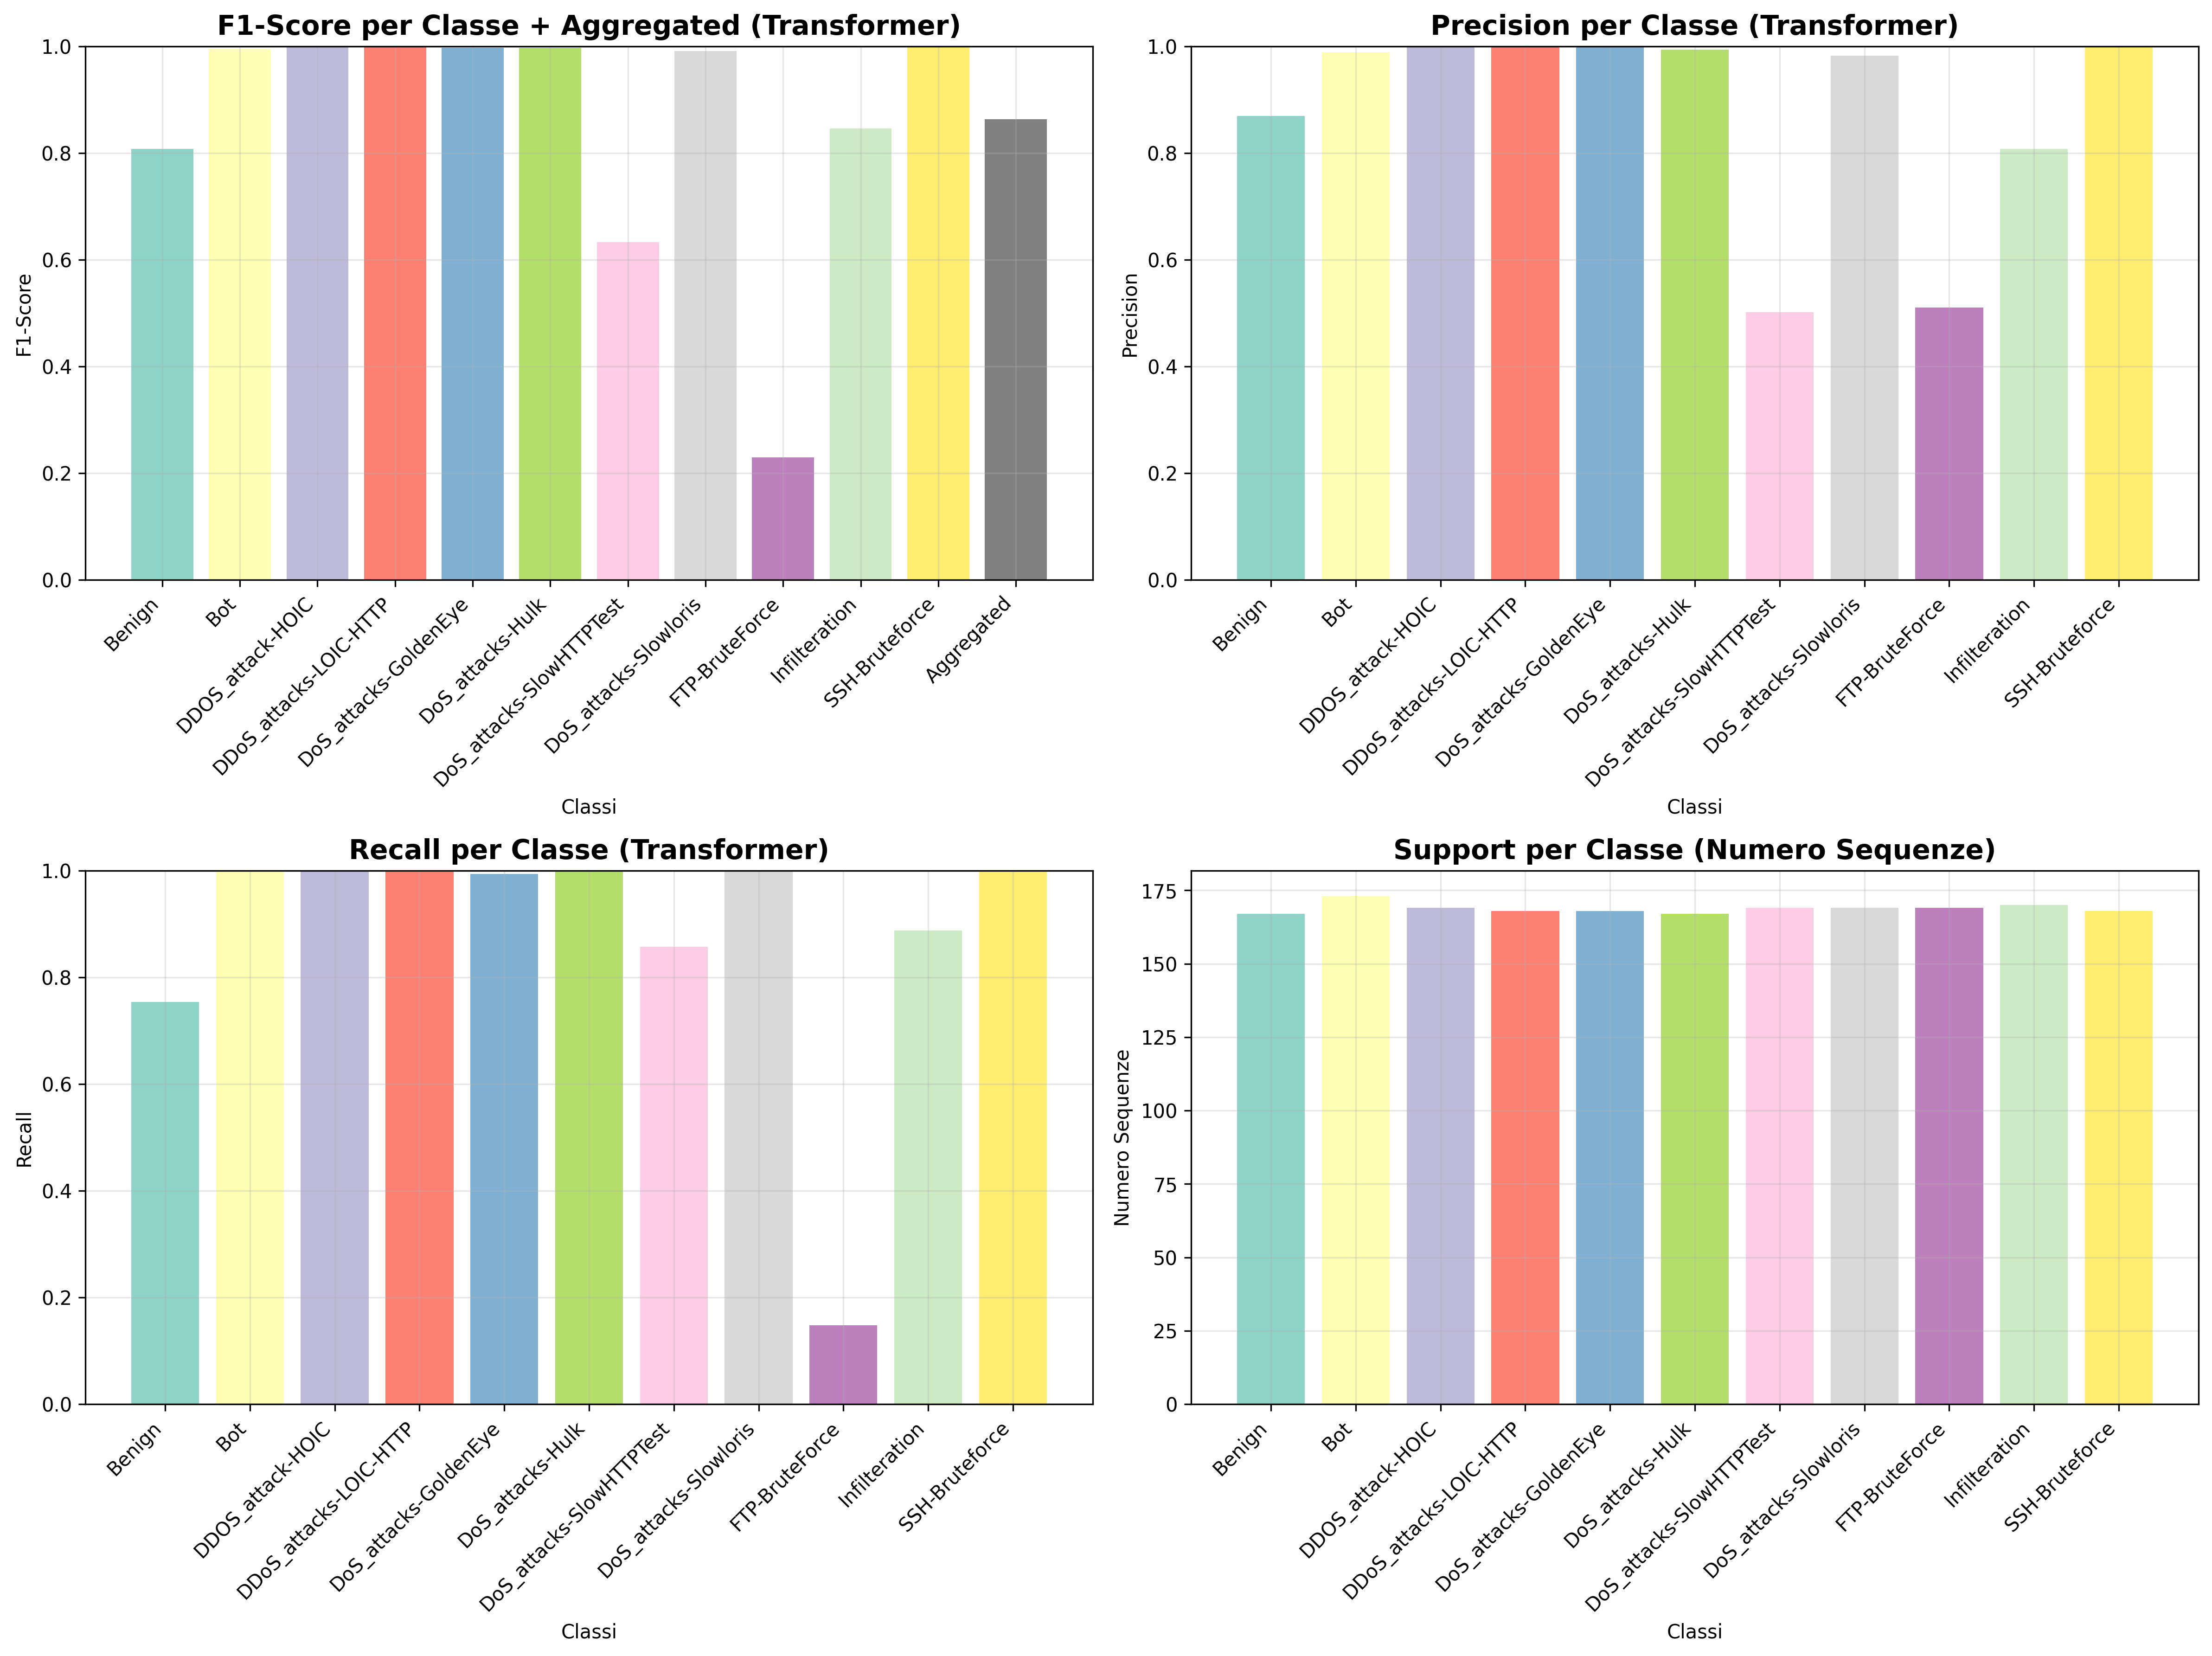 F1-Score per Classe + Aggregated (Transformer)
1.0
0.8
0.6
0.4
0.2
0.0
F1-Score
Benign
Bot
DDOS_attack-HOIC
DDoS_attacks-LOIC-HTTP
DoS_attacks-GoldenEye
DoS_attacks-Hulk
DoS_attacks-SlowHTTPTest
DoS_attacks-Slowloris
FTP-BruteForce
Infilteration
SSH-Bruteforce
Aggregated
Classi
Precision per Classe (Transformer)
1.0
0.8
0.6
0.4
0.2
0.0
Precision
Benign
Bot
DDOS_attack-HOIC
DDoS_attacks-LOIC-HTTP
DoS_attacks-GoldenEye
DoS_attacks-Hulk
DoS_attacks-SlowHTTPTest
DoS_attacks-Slowloris
FTP-BruteForce
Infilteration
SSH-Bruteforce
Classi
Recall per Classe (Transformer)
1.0
0.8
0.6
0.4
0.2
0.0
Recall
Benign
Bot
DDOS_attack-HOIC
DDoS_attacks-LOIC-HTTP
DoS_attacks-GoldenEye
DoS_attacks-Hulk
DoS_attacks-SlowHTTPTest
DoS_attacks-Slowloris
FTP-BruteForce
Infilteration
SSH-Bruteforce
Classi
Support per Classe (Numero Sequenze)
175
150
125
100
75
50
25
0
Numero Sequenze
Benign
Bot
DDOS_attack-HOIC
DDoS_attacks-LOIC-HTTP
DoS_attacks-GoldenEye
DoS_attacks-Hulk
DoS_attacks-SlowHTTPTest
DoS_attacks-Slowloris
FTP-BruteForce
Infilteration
SSH-Bruteforce
Classi